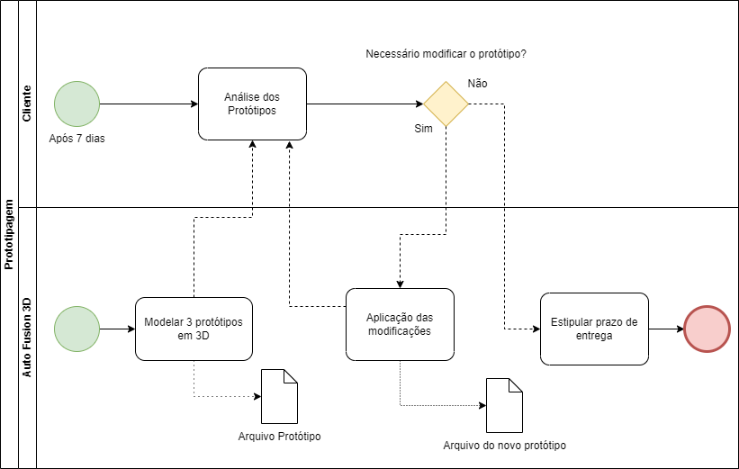 Prototipagem
Cliente
Necessário modificar o protótipo?
Análise dos
Protótipos
Não
Após 7 dias
Sim
Auto Fusion 3D
Modelar 3 protótipos
em 3D
Aplicação das
modificações
Estipular prazo de
entrega
Arquivo Protótipo
Arquivo do novo protótipo